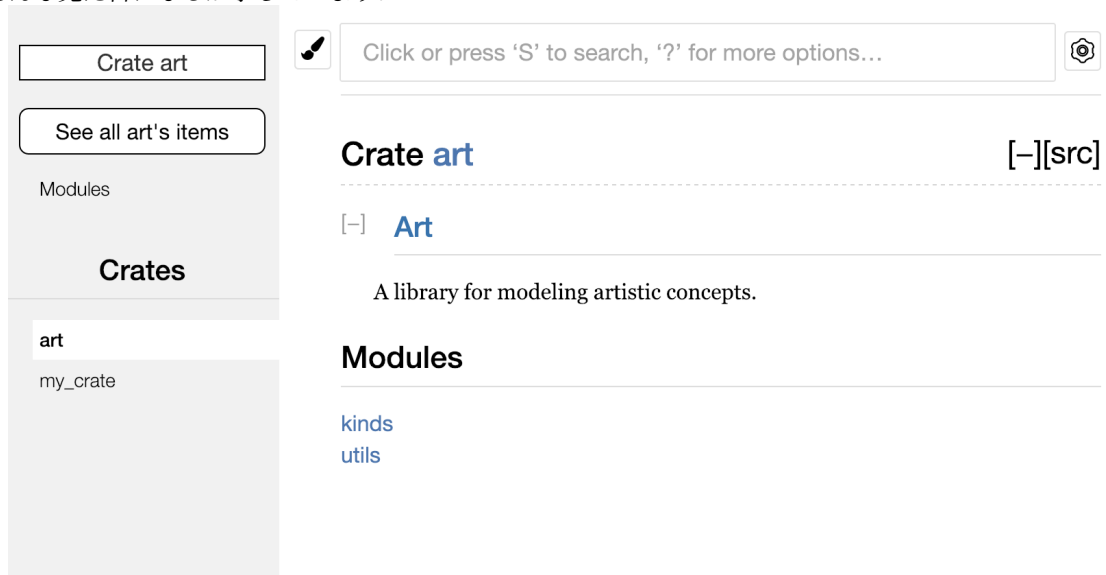 Crate art
See all art's items
Modules
Crates
art
my_crate
Click or press ‘S’ to search, ‘?’ for more options…
Crate art [−][src]
[−] Art
A library for modeling artistic concepts.
Modules
kinds
utils